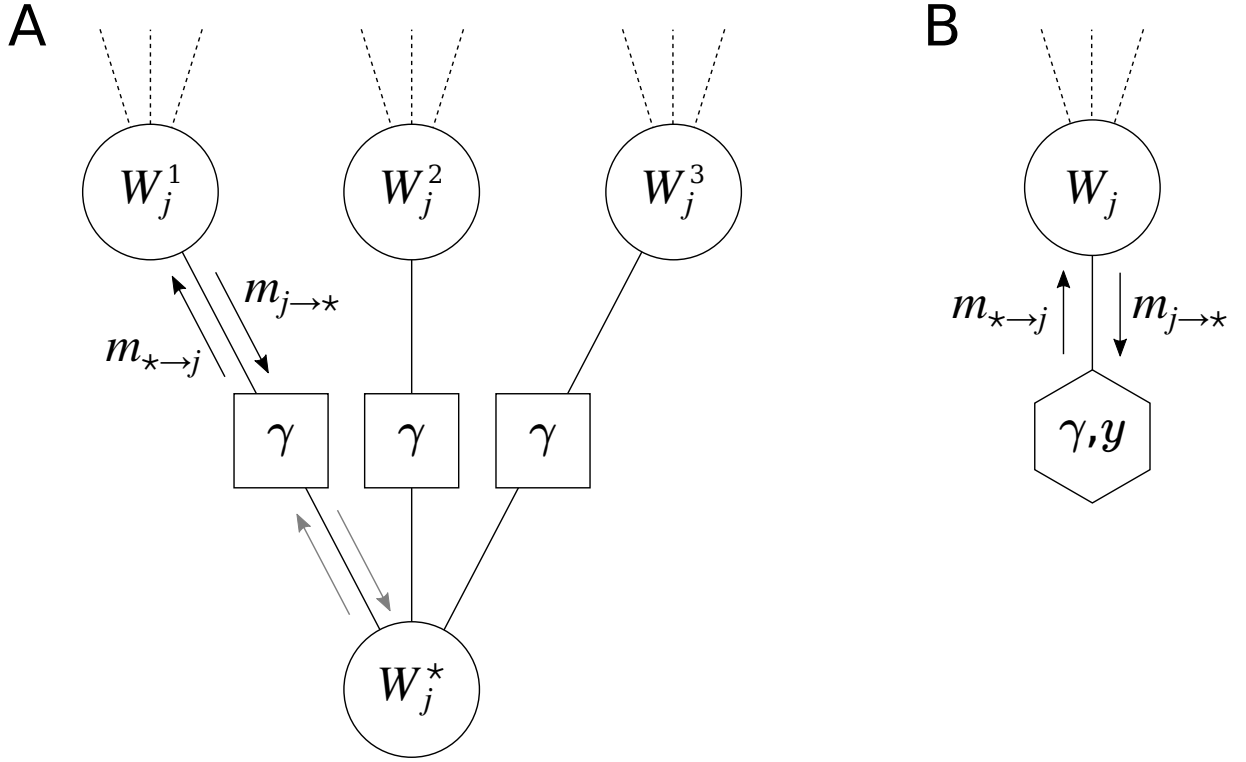 A
B
W_j^1
W_j^2
W_j^3
W_j
m_{j→⋆}
m_{⋆→j}
m_{⋆→j}
m_{j→⋆}
γ
γ
γ
γ,y
W_j^⋆